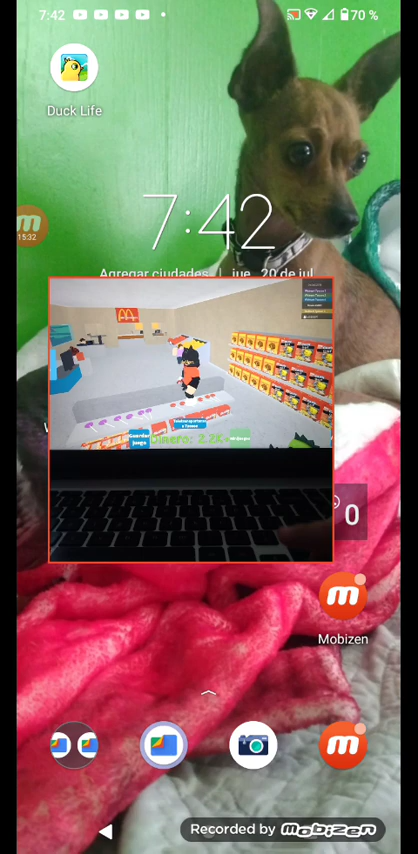 7:42
70 %
Duck Life
15:32
7:42
Agregar ciudades | jue., 20 de jul.
Guardar
juego
Dinero: 2.2K
0
Mobizen
Recorded by mobizen